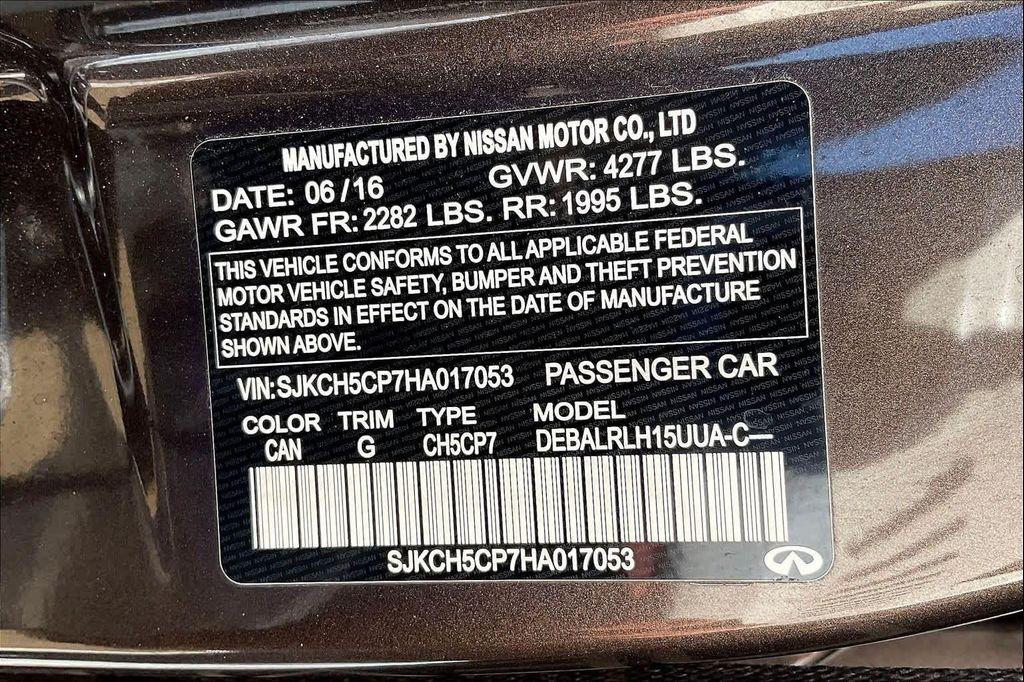 MANUFACTURED BY NISSAN MOTOR CO., LTD
DATE: 06/16 GVWR: 4277 LBS.
GAWR FR: 2282 LBS. RR: 1995 LBS.
THIS VEHICLE CONFORMS TO ALL APPLICABLE FEDERAL
MOTOR VEHICLE SAFETY, BUMPER AND THEFT PREVENTION
STANDARDS IN EFFECT ON THE DATE OF MANUFACTURE
SHOWN ABOVE.
VIN:SJKCH5CP7HA017053 PASSENGER CAR
COLOR TRIM TYPE MODEL
CAN G CH5CP7 DEBALRLH15UUA-C—
SJKCH5CP7HA017053